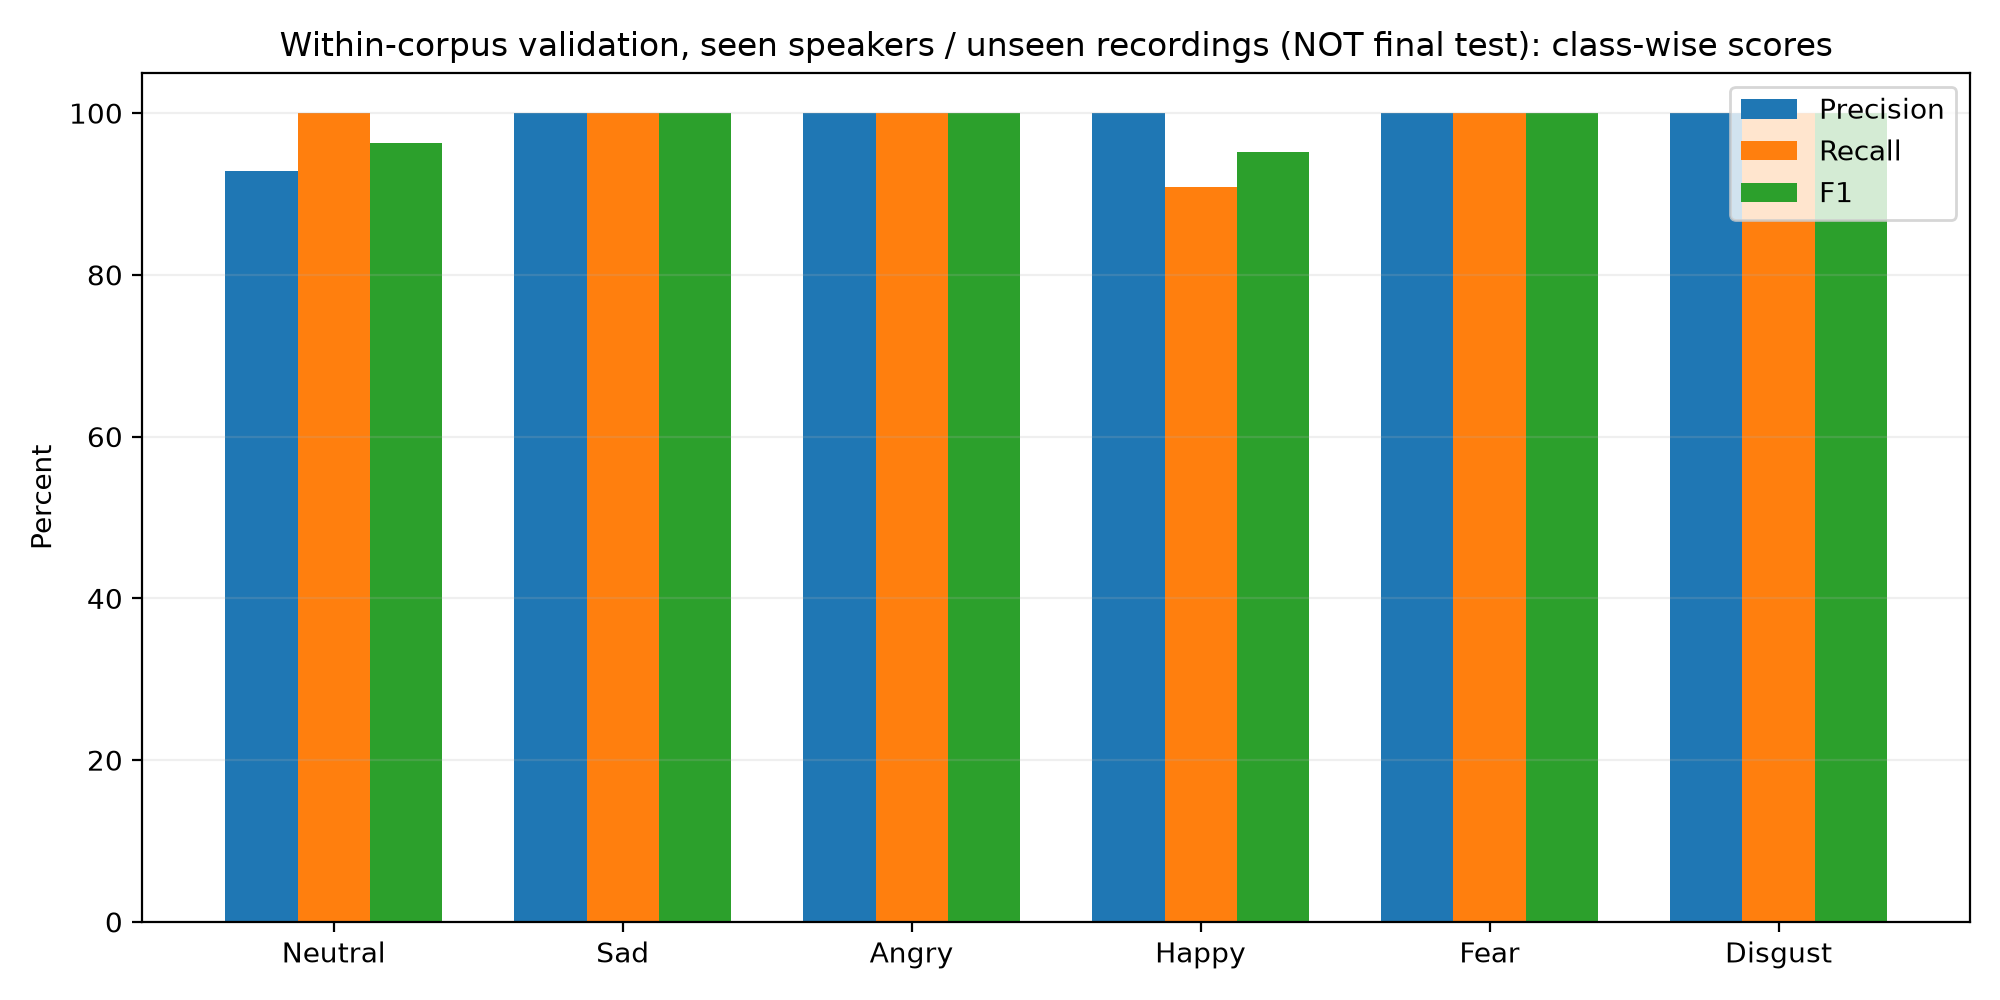 Within-corpus validation, seen speakers / unseen recordings (NOT final test): class-wise scores
Percent
100
80
60
40
20
0
Precision
Recall
F1
Neutral Sad Angry Happy Fear Disgust